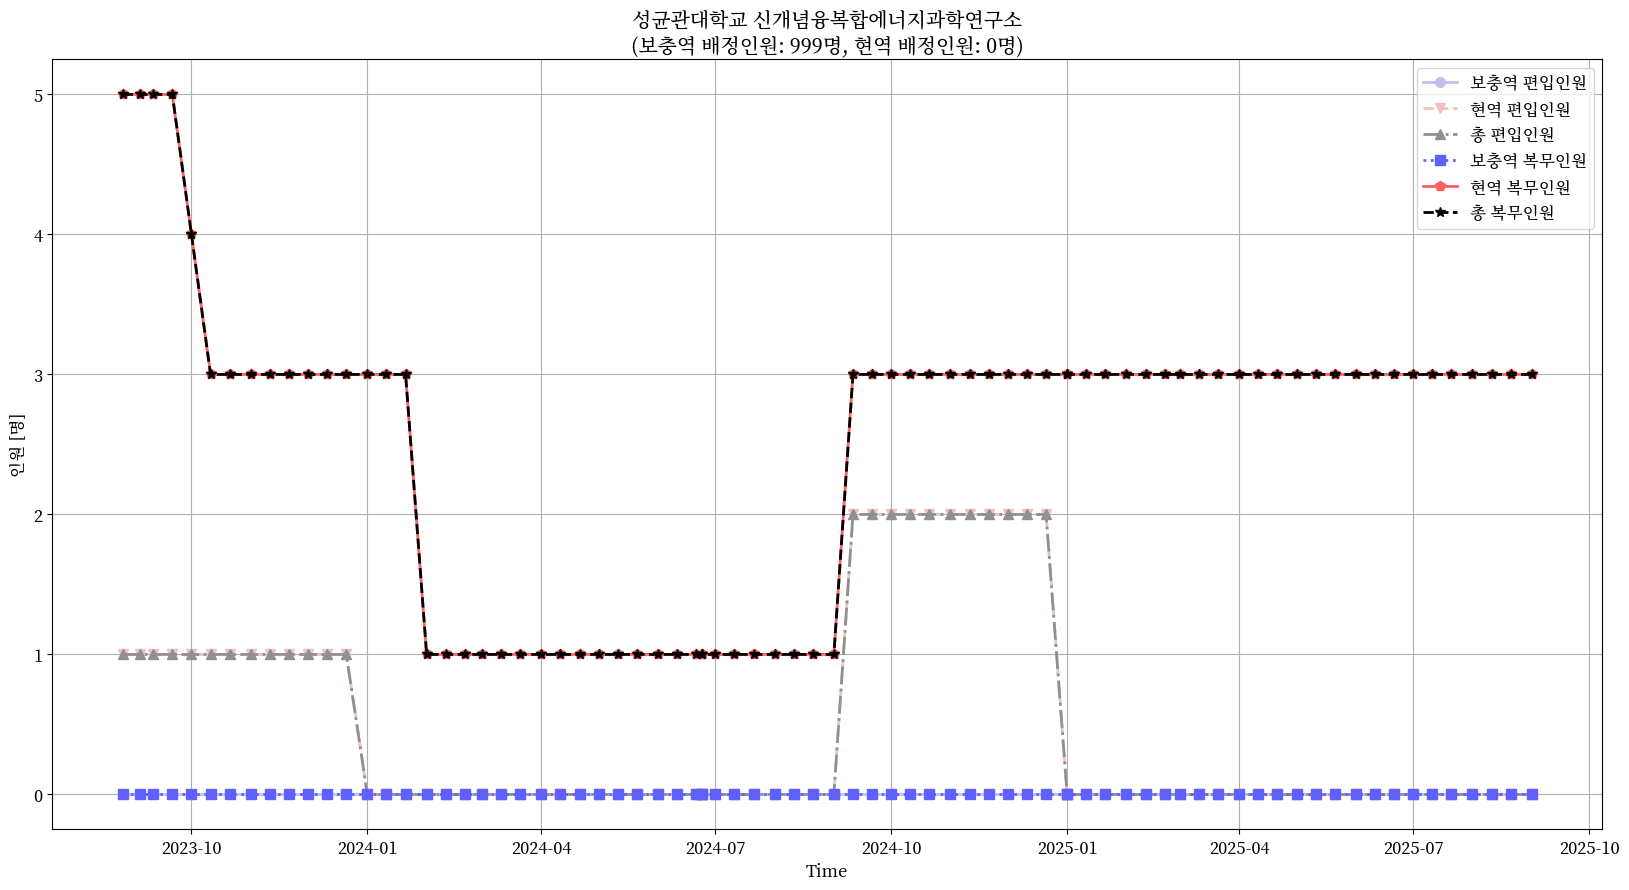 성균관대학교 신개념융복합에너지과학연구소
(보충역 배정인원: 999명, 현역 배정인원: 0명)
보충역 편입인원
현역 편입인원
총 편입인원
보충역 복무인원
현역 복무인원
총 복무인원
인원 [명]
5
4
3
2
1
0
2023-10
2024-01
2024-04
2024-07
2024-10
2025-01
2025-04
2025-07
2025-10
Time